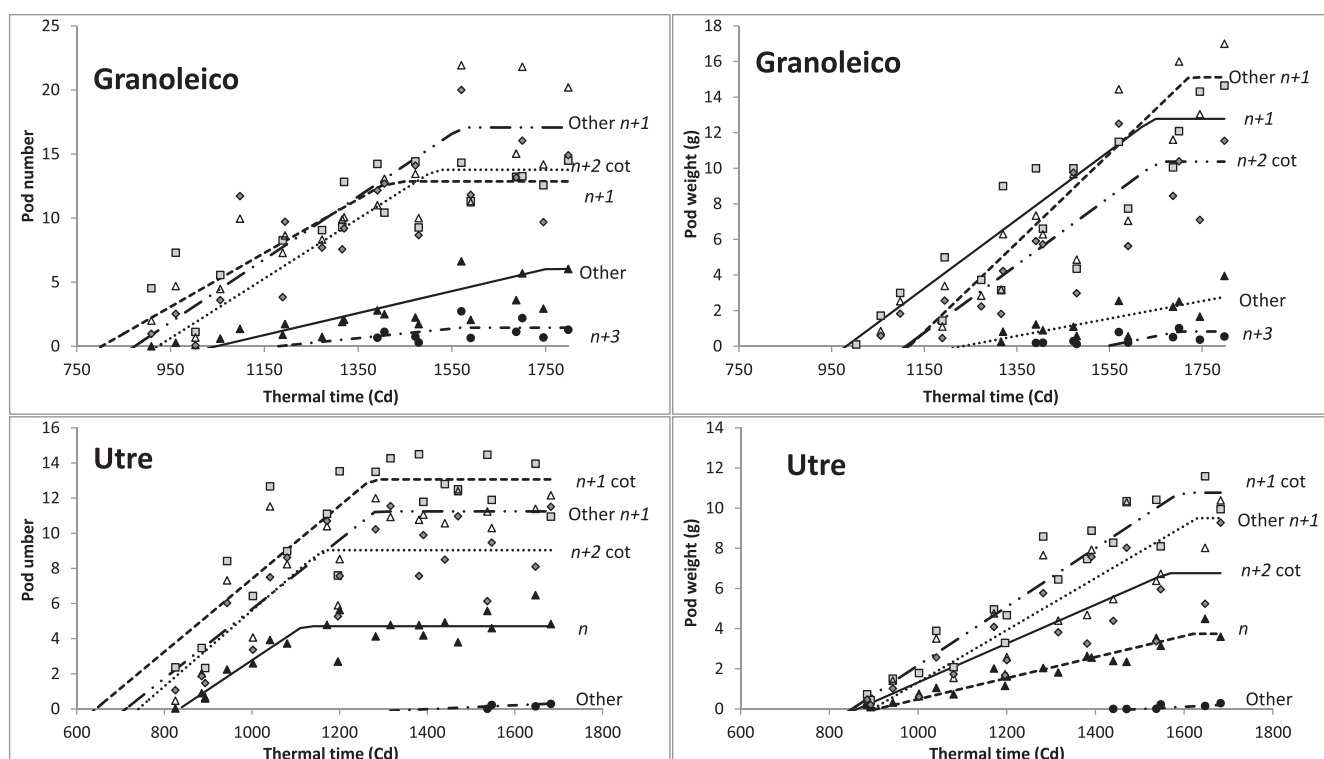 25
20
15
10
5
0
Pod number
Granoleico
Other n+1
n+2 cot
n+1
Other
n+3
750 950 1150 1350 1550 1750
Thermal time (Cd)
18
16
14
12
10
8
6
4
2
0
Pod weight (g)
Granoleico
Other n+1
n+1
n+2 cot
Other
n+3
750 950 1150 1350 1550 1750
Thermal time (Cd)
16
14
12
10
8
6
4
2
0
Pod umber
Utre
n+1 cot
Other n+1
n+2 cot
n
Other
600 800 1000 1200 1400 1600 1800
Thermal time (Cd)
14
12
10
8
6
4
2
0
Pod weight (g)
Utre
n+1 cot
Other n+1
n+2 cot
n
Other
600 800 1000 1200 1400 1600 1800
Thermal time (Cd)